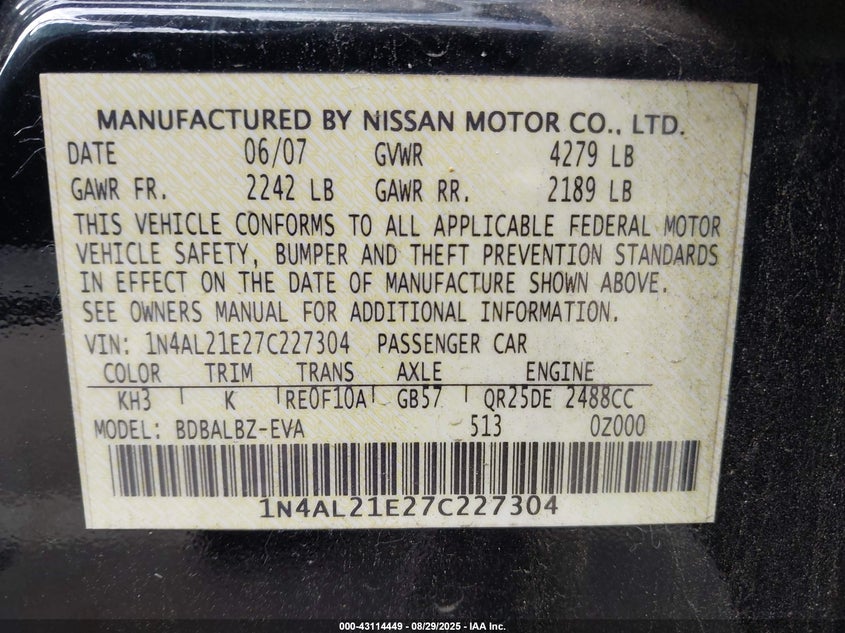 MANUFACTURED BY NISSAN MOTOR CO., LTD.
DATE 06/07 GVWR 4279 LB
GAWR FR. 2242 LB GAWR RR. 2189 LB
THIS VEHICLE CONFORMS TO ALL APPLICABLE FEDERAL MOTOR
VEHICLE SAFETY, BUMPER AND THEFT PREVENTION STANDARDS
IN EFFECT ON THE DATE OF MANUFACTURE SHOWN ABOVE.
SEE OWNERS MANUAL FOR ADDITIONAL INFORMATION.
VIN: 1N4AL21E27C227304 PASSENGER CAR
COLOR TRIM TRANS AXLE ENGINE
KH3 K RE0F10A GB57 QR25DE 2488CC
MODEL: BDBALBZ-EVA 513 0Z000
1N4AL21E27C227304
000-43114449 - 08/29/2025 - IAA Inc.